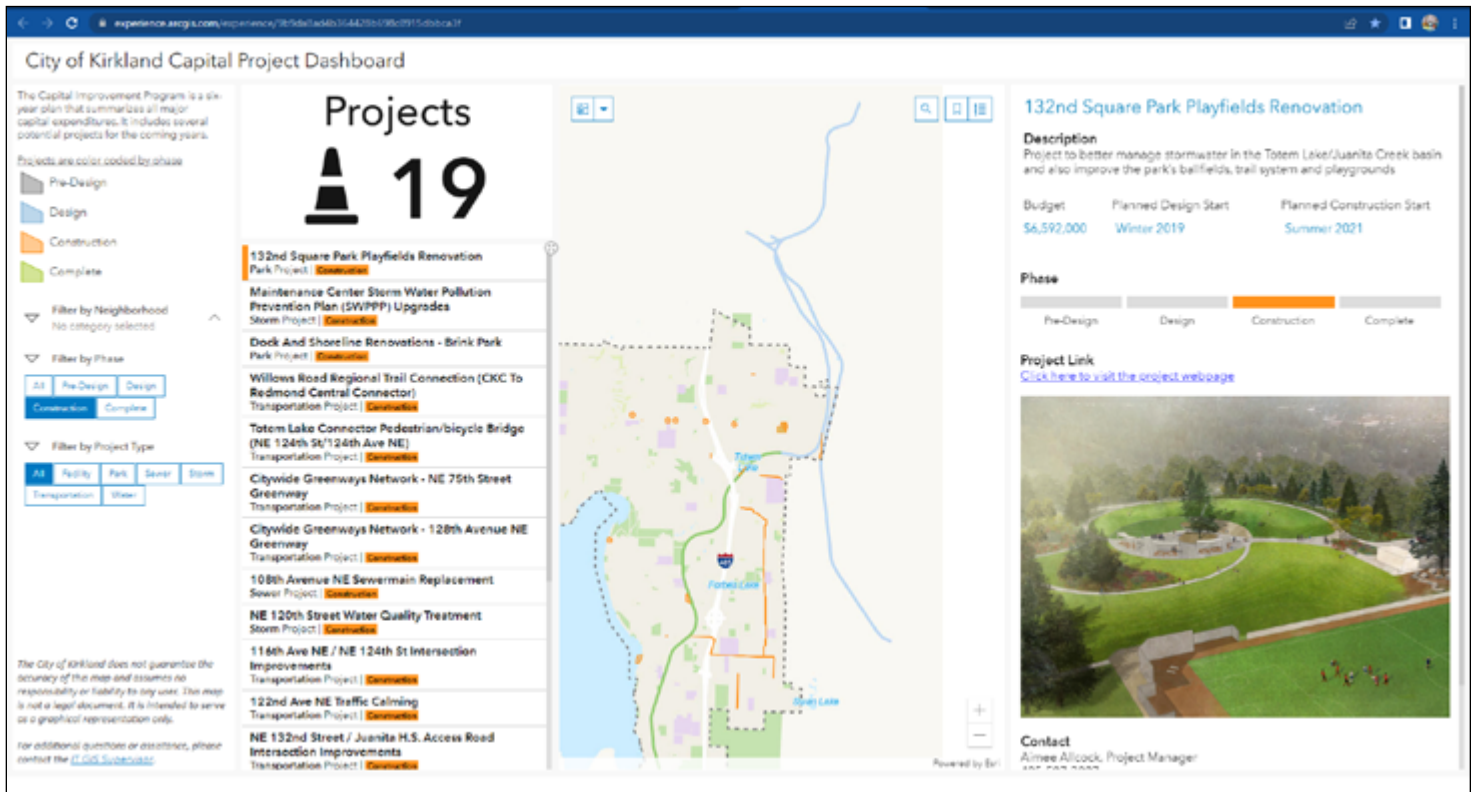 experience.arcgis.com/experience/
City of Kirkland Capital Project Dashboard
The Capital Improvement Program is a six-
year plan that summarizes all major
capital expenditures. It includes several
potential projects for the coming years.
Projects are color coded by phase
Pre-Design
Design
Construction
Complete
Filter by Neighborhood
No category selected
Filter by Phase
All Pre-Design Design
Construction Complete
Filter by Project Type
All Facility Park Sewer Storm
Transportation Water
The City of Kirkland does not guarantee the
accuracy of this map and assumes no
responsibility or liability to any user. This map
is not a legal document. It is intended to serve
as a graphical representation only.
For additional questions or assistance, please
contact the IT GIS Supervisor.
Projects
19
132nd Square Park Playfields Renovation
Park Project | Construction
Maintenance Center Storm Water Pollution
Prevention Plan (SWPPP) Upgrades
Storm Project | Construction
Dock And Shoreline Renovations - Brink Park
Park Project | Construction
Willows Road Regional Trail Connection (CKC To
Redmond Central Connector)
Transportation Project | Construction
Totem Lake Connector Pedestrian/bicycle Bridge
(NE 124th St/124th Ave NE)
Transportation Project | Construction
Citywide Greenways Network - NE 75th Street
Greenway
Transportation Project | Construction
Citywide Greenways Network - 128th Avenue NE
Greenway
Transportation Project | Construction
108th Avenue NE Sewermain Replacement
Sewer Project | Construction
NE 120th Street Water Quality Treatment
Storm Project | Construction
116th Ave NE / NE 124th St Intersection
Improvements
Transportation Project | Construction
122nd Ave NE Traffic Calming
Transportation Project | Construction
NE 132nd Street / Juanita H.S. Access Road
Intersection Improvements
Transportation Project | Construction
Totem
Lake
405
Forbes Lake
Lake
Powered by Esri
132nd Square Park Playfields Renovation
Description
Project to better manage stormwater in the Totem Lake/Juanita Creek basin
and also improve the park's ballfields, trail system and playgrounds
Budget Planned Design Start Planned Construction Start
$6,592,000 Winter 2019 Summer 2021
Phase
Pre-Design Design Construction Complete
Project Link
Click here to visit the project webpage
Contact
Aimee Allcock, Project Manager